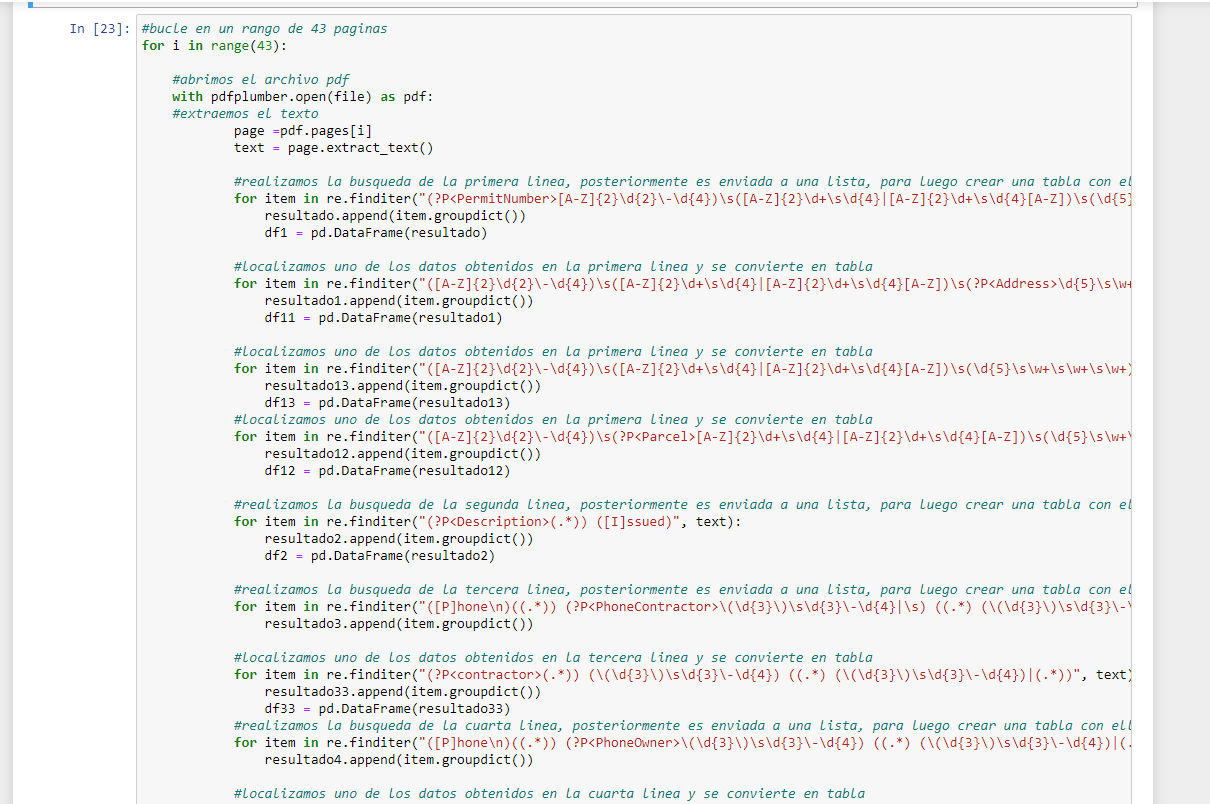 In [23]: #bucle en un rango de 43 paginas
for i in range(43):
#abrimos el archivo pdf
with pdfplumber.open(file) as pdf:
#extraemos el texto
page =pdf.pages[i]
text = page.extract_text()
#realizamos la busqueda de la primera linea, posteriormente es enviada a una lista, para luego crear una tabla con el
for item in re.finditer("(?P<PermitNumber>[A-Z]{2}\d{2}\-\d{4})\s([A-Z]{2}\d+\s\d{4}|[A-Z]{2}\d+\s\d{4}[A-Z])\s(\d{5}
resultado.append(item.groupdict())
df1 = pd.DataFrame(resultado)
#localizamos uno de los datos obtenidos en la primera linea y se convierte en tabla
for item in re.finditer("([A-Z]{2}\d{2}\-\d{4})\s([A-Z]{2}\d+\s\d{4}|[A-Z]{2}\d+\s\d{4}[A-Z])\s(?P<Address>\d{5}\s\w+
resultado1.append(item.groupdict())
df11 = pd.DataFrame(resultado1)
#localizamos uno de los datos obtenidos en la primera linea y se convierte en tabla
for item in re.finditer("([A-Z]{2}\d{2}\-\d{4})\s([A-Z]{2}\d+\s\d{4}|[A-Z]{2}\d+\s\d{4}[A-Z])\s(\d{5}\s\w+\s\w+\s\w+)
resultado13.append(item.groupdict())
df13 = pd.DataFrame(resultado13)
#localizamos uno de los datos obtenidos en la primera linea y se convierte en tabla
for item in re.finditer("([A-Z]{2}\d{2}\-\d{4})\s(?P<Parcel>[A-Z]{2}\d+\s\d{4}|[A-Z]{2}\d+\s\d{4}[A-Z])\s(\d{5}\s\w+\
resultado12.append(item.groupdict())
df12 = pd.DataFrame(resultado12)
#realizamos la busqueda de la segunda linea, posteriormente es enviada a una lista, para luego crear una tabla con el
for item in re.finditer("(?P<Description>(.*)) ([I]ssued)", text):
resultado2.append(item.groupdict())
df2 = pd.DataFrame(resultado2)
#realizamos la busqueda de la tercera linea, posteriormente es enviada a una lista, para luego crear una tabla con el
for item in re.finditer("([P]hone\n)((.*)) (?P<PhoneContractor>\(\d{3}\)\s\d{3}\-\d{4}|\s) ((.*) (\(\d{3}\)\s\d{3}\-\
resultado3.append(item.groupdict())
#localizamos uno de los datos obtenidos en la tercera linea y se convierte en tabla
for item in re.finditer("(?P<contractor>(.*)) (\(\d{3}\)\s\d{3}\-\d{4}) ((.*) (\(\d{3}\)\s\d{3}\-\d{4})|(.*))", text)
resultado33.append(item.groupdict())
df33 = pd.DataFrame(resultado33)
#realizamos la busqueda de la cuarta linea, posteriormente es enviada a una lista, para luego crear una tabla con ell
for item in re.finditer("([P]hone\n)((.*)) (?P<PhoneOwner>\(\d{3}\)\s\d{3}\-\d{4}) ((.*) (\(\d{3}\)\s\d{3}\-\d{4})|(.
resultado4.append(item.groupdict())
#localizamos uno de los datos obtenidos en la cuarta linea y se convierte en tabla